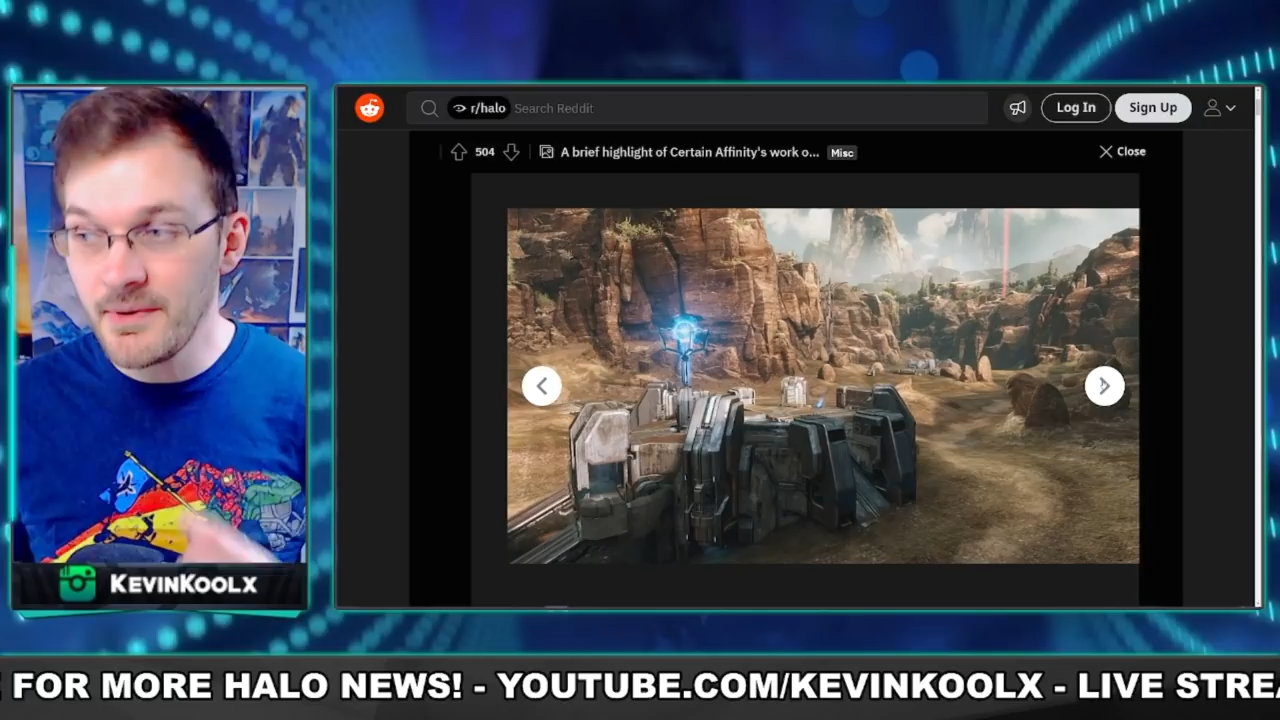 r/halo Search Reddit
Log In
Sign Up
504
A brief highlight of Certain Affinity's work o...
Misc
Close
KEVINKOOLX
FOR MORE HALO NEWS! - YOUTUBE.COM/KEVINKOOLX - LIVE STRE